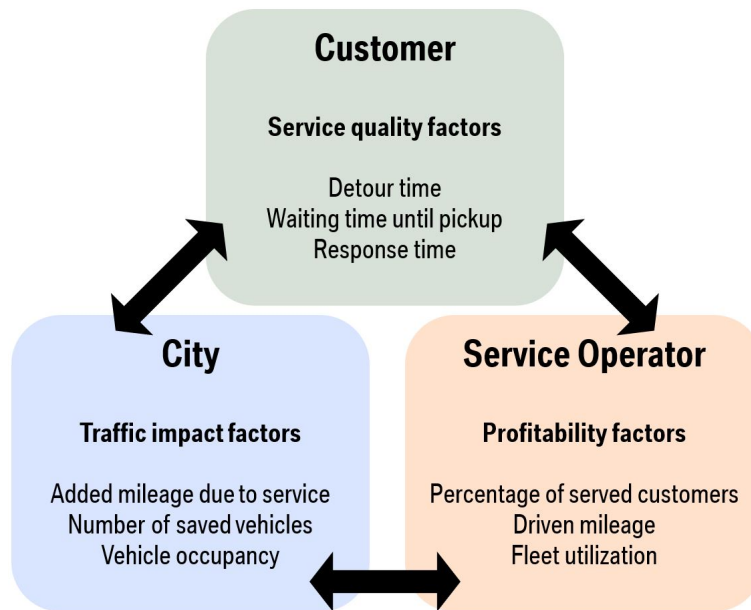 Customer
Service quality factors
Detour time
Waiting time until pickup
Response time
City
Traffic impact factors
Added mileage due to service
Number of saved vehicles
Vehicle occupancy
Service Operator
Profitability factors
Percentage of served customers
Driven mileage
Fleet utilization